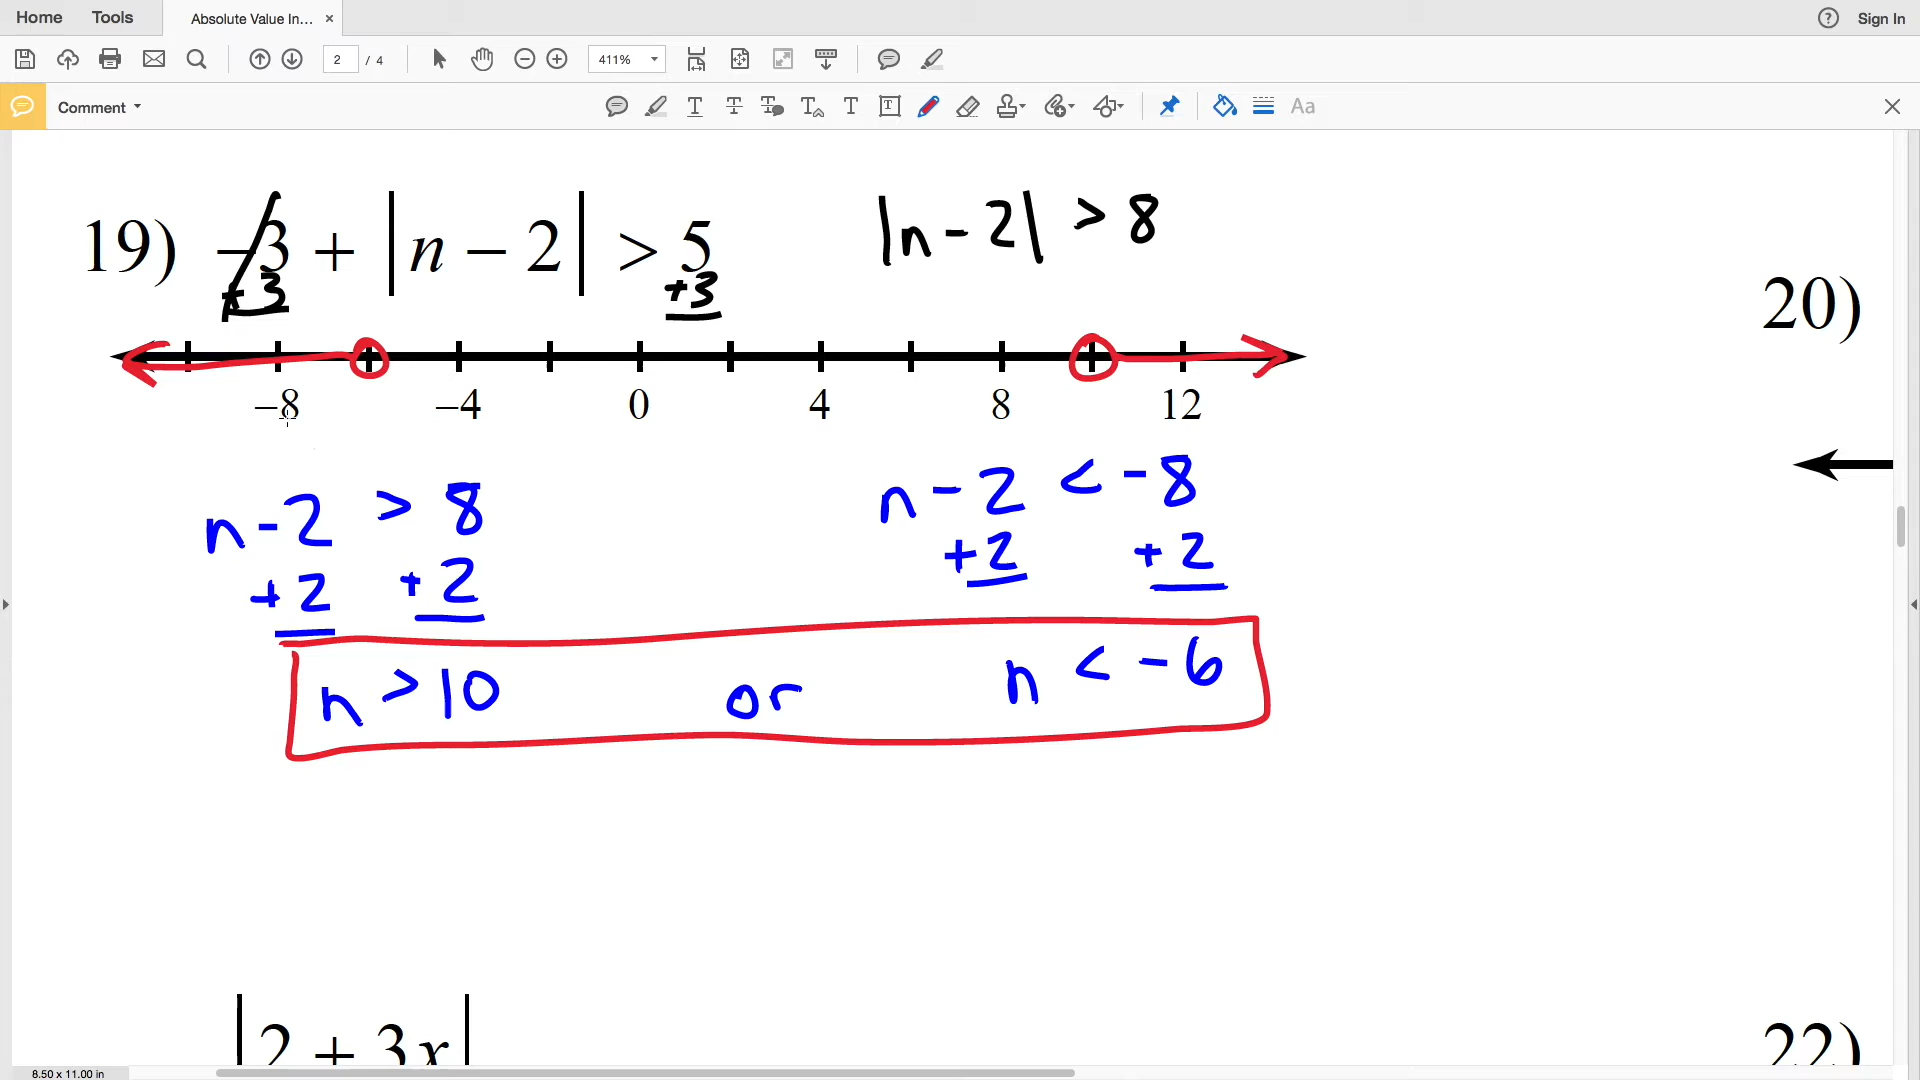 Home Tools Absolute Value In... × ? Sign In
2 / 4 411%
Comment Aa
19) –3 + |n – 2| > 5 |n - 2| > 8
+3 +3
20)
–8 –4 0 4 8 12
n - 2 > 8 n - 2 < -8
+2 +2 +2 +2
n > 10 or n < -6
|2 + 3x| 22)
8.50 x 11.00 in